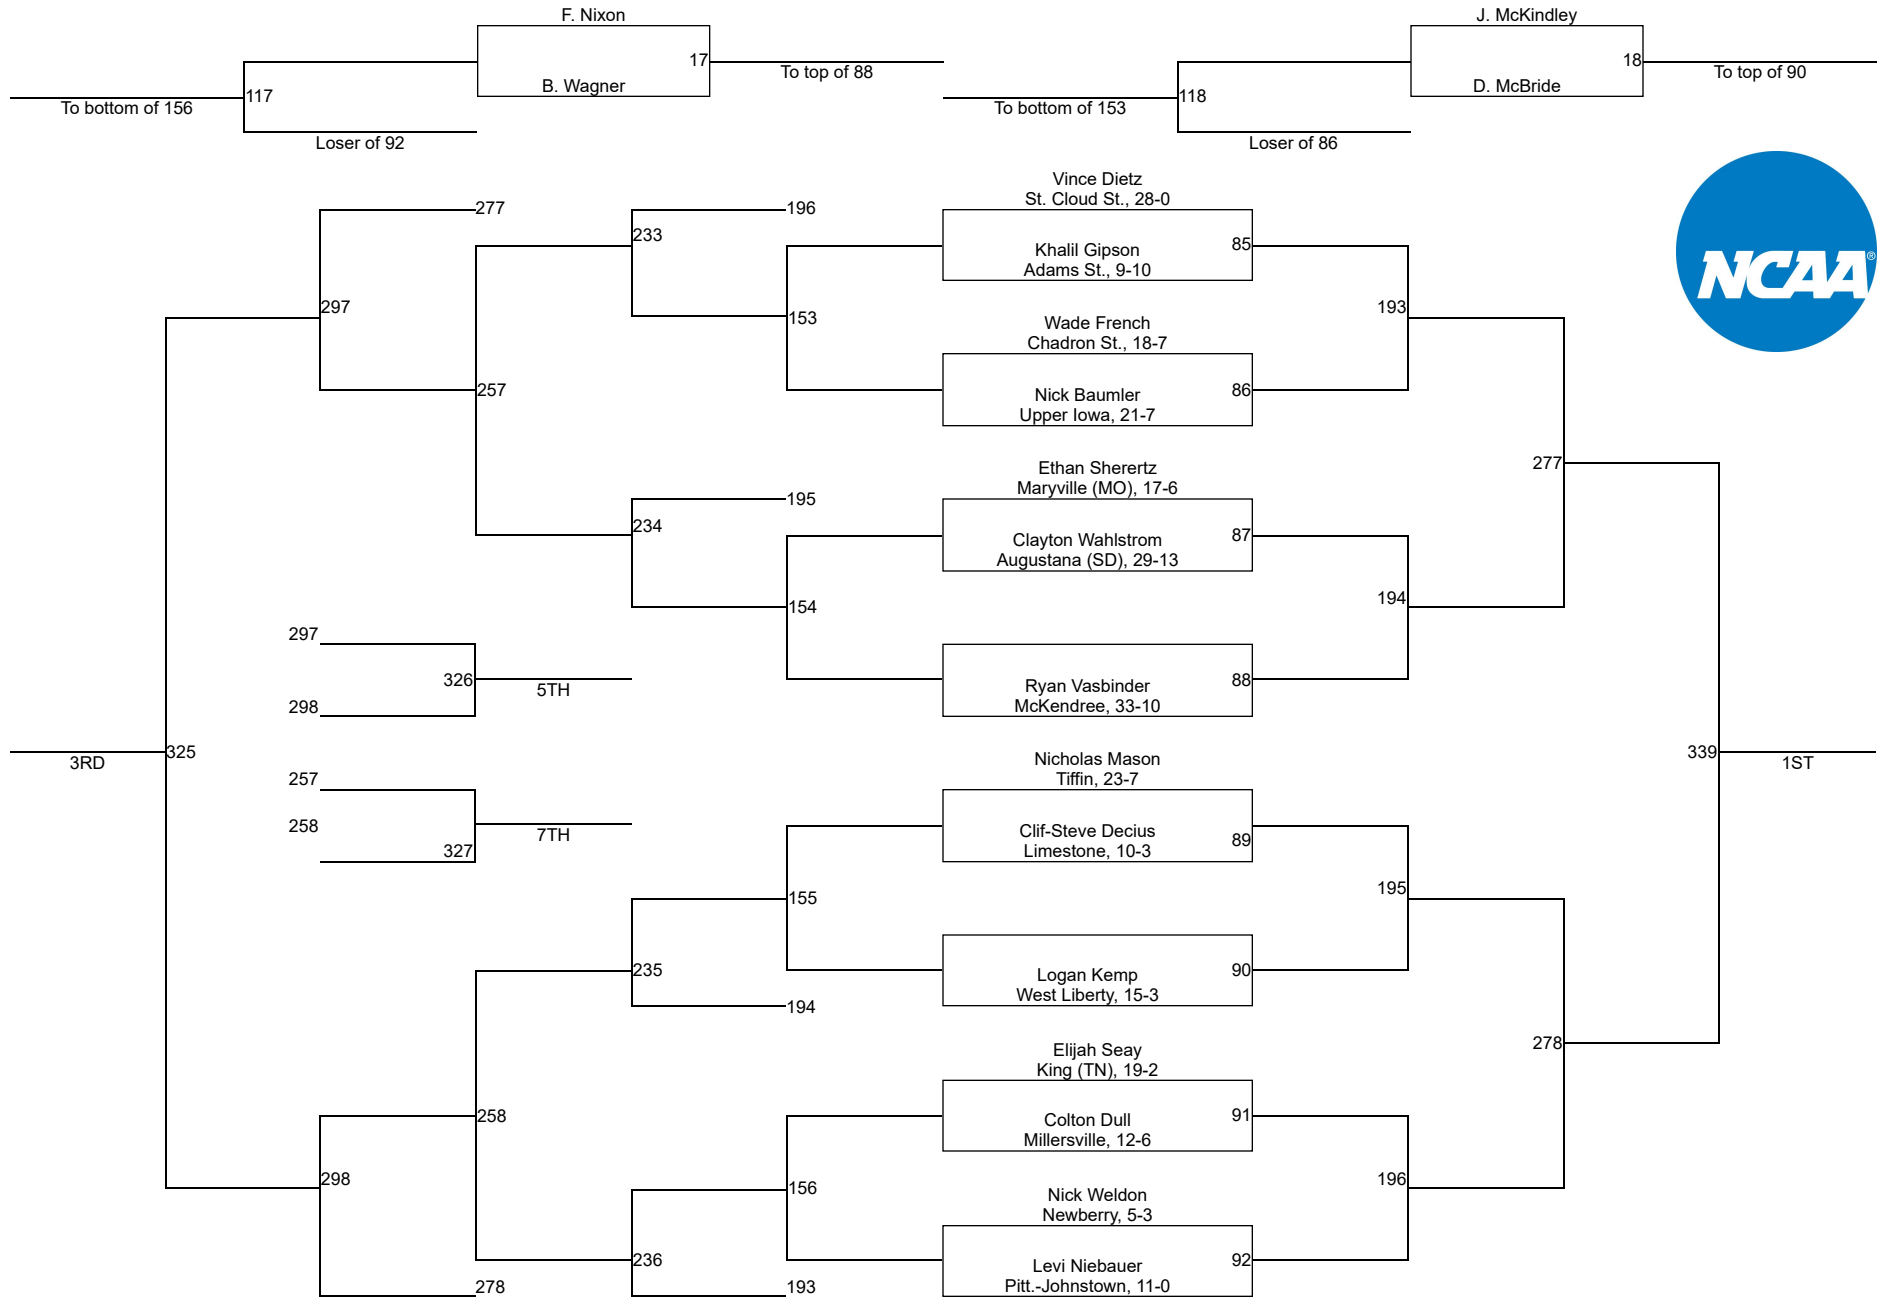 F. Nixon
17
To top of 88
B. Wagner
117
To bottom of 156
Loser of 92
J. McKindley
18
To top of 90
D. McBride
118
To bottom of 153
Loser of 86
NCAA®
Vince Dietz
St. Cloud St., 28-0
277
196
233
Khalil Gipson
85
Adams St., 9-10
297
193
153
Wade French
Chadron St., 18-7
257
Nick Baumler
86
Upper Iowa, 21-7
277
Ethan Sherertz
Maryville (MO), 17-6
195
234
Clayton Wahlstrom
87
Augustana (SD), 29-13
194
154
297
326
5TH
298
Ryan Vasbinder
88
McKendree, 33-10
3RD
325
339
1ST
Nicholas Mason
Tiffin, 23-7
257
258
327
7TH
Clif-Steve Decius
89
Limestone, 10-3
195
155
235
Logan Kemp
90
West Liberty, 15-3
194
278
Elijah Seay
King (TN), 19-2
258
Colton Dull
91
Millersville, 12-6
298
156
196
Nick Weldon
Newberry, 5-3
236
Levi Niebauer
92
Pitt.-Johnstown, 11-0
278
193